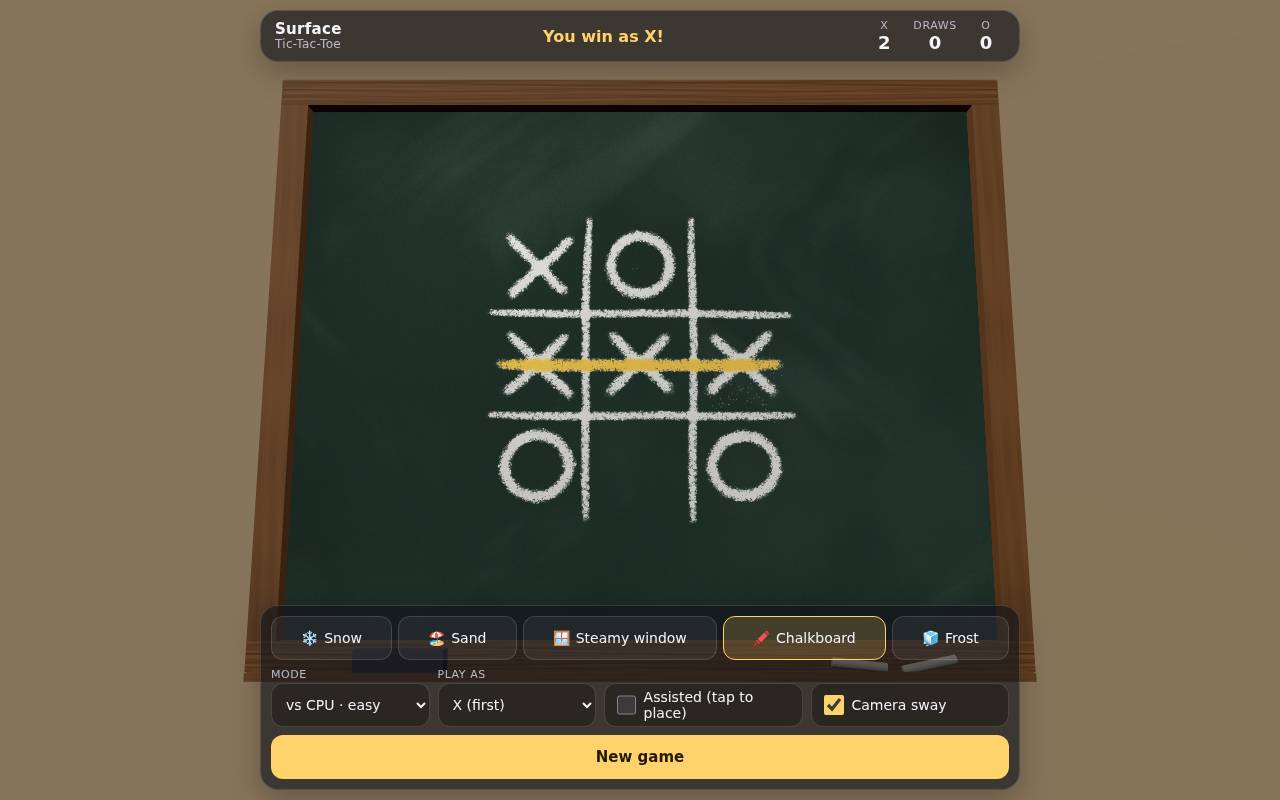 Surface
Tic-Tac-Toe
You win as X!
X DRAWS O
2 0 0
X O
X X X
O O
❄️ Snow 🏖️ Sand 🪟 Steamy window 🖍️ Chalkboard 🧊 Frost
MODE PLAY AS
vs CPU · easy X (first) Assisted (tap to place) Camera sway
New game